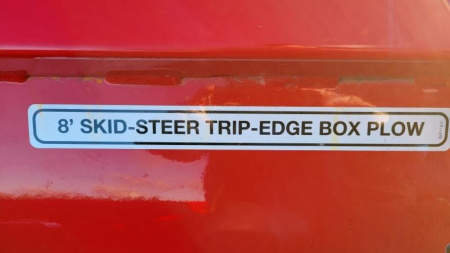 8' SKID-STEER TRIP-EDGE BOX PLOW